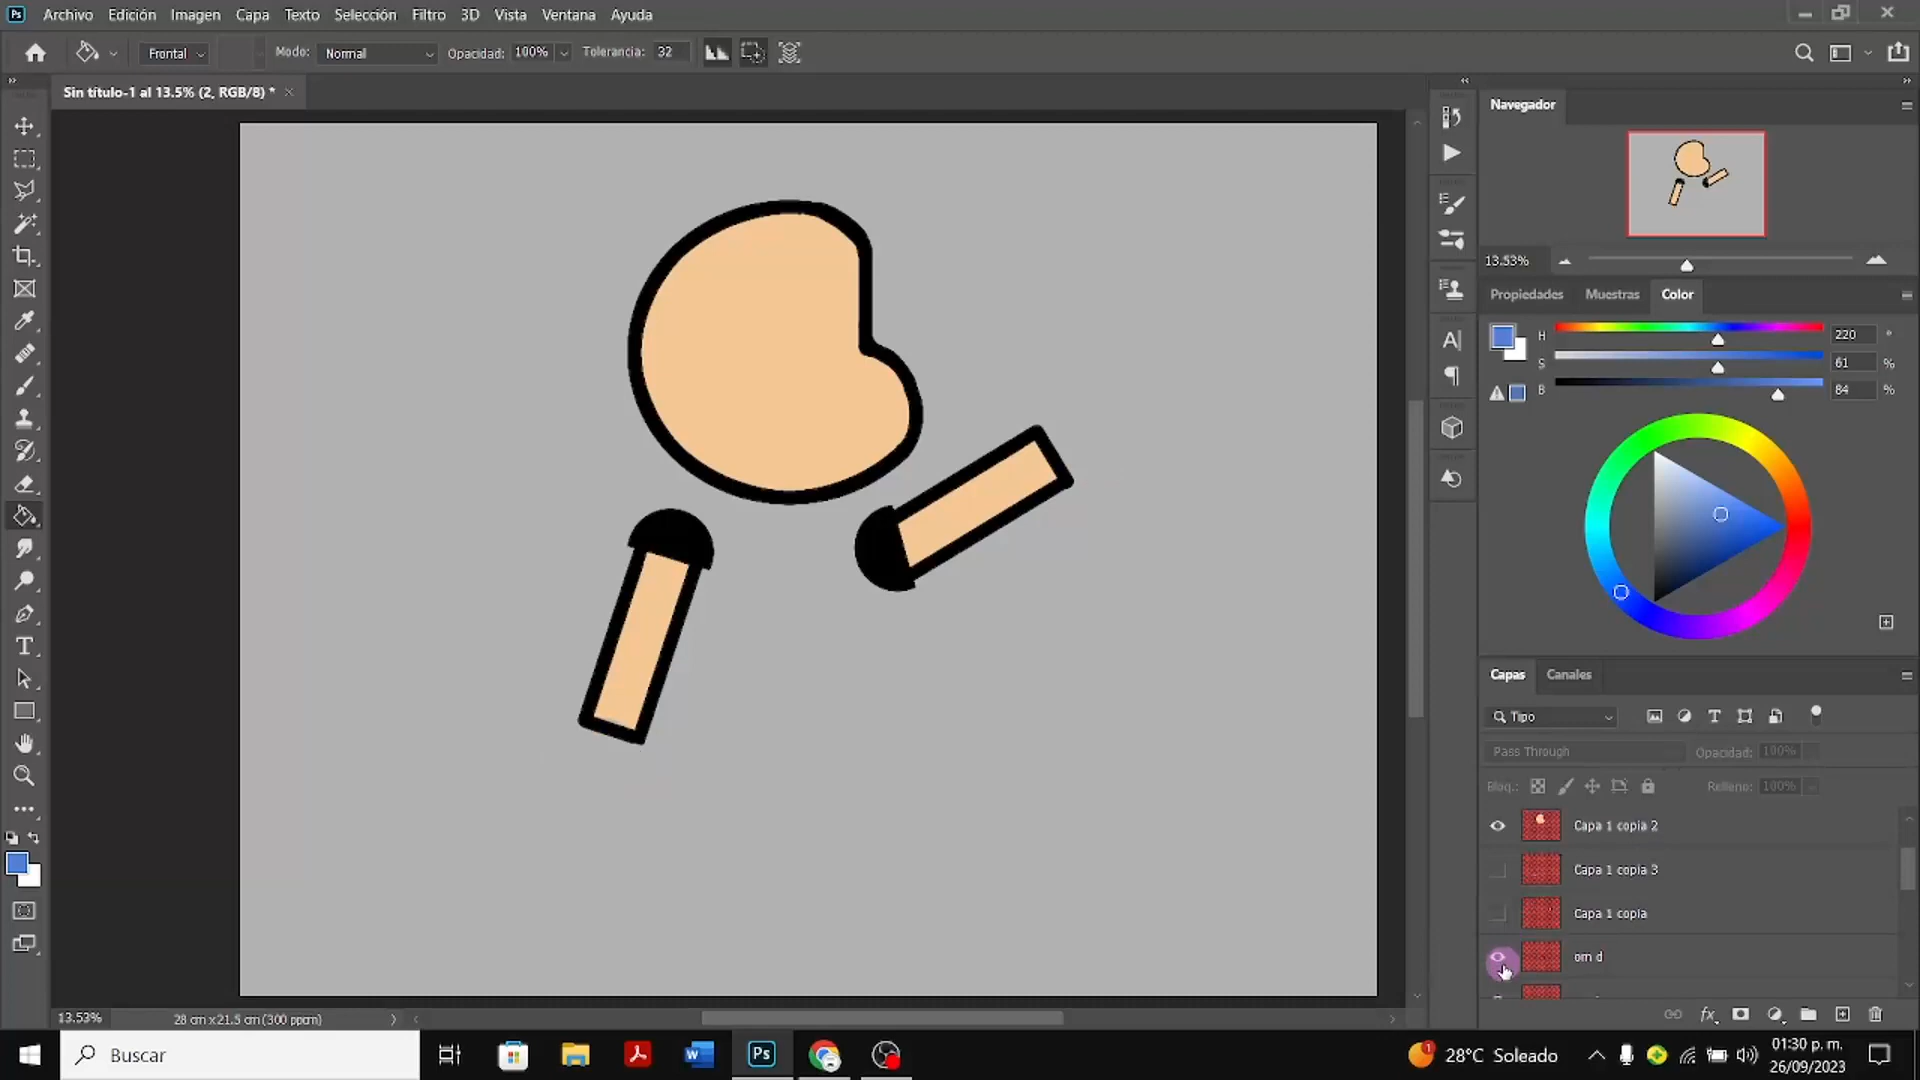 Ps Archivo Edición Imagen Capa Texto Selección Filtro 3D Vista Ventana Ayuda
Frontal Modo: Normal Opacidad: 100% Tolerancia: 32
Sin título-1 al 13.5% (2, RGB/8) *
Navegador
13.53%
Propiedades Muestras Color
H 220 °
S 61 %
B 84 %
Capas Canales
Tipo
Pass Through Opacidad: 100%
Bloq.: Relleno: 100%
Capa 1 copia 2
Capa 1 copia 3
Capa 1 copia
om d
13.53% 28 cm x 21.5 cm (300 ppcm)
Buscar
Ps
1 28°C Soleado
01:30 p. m.
26/09/2023